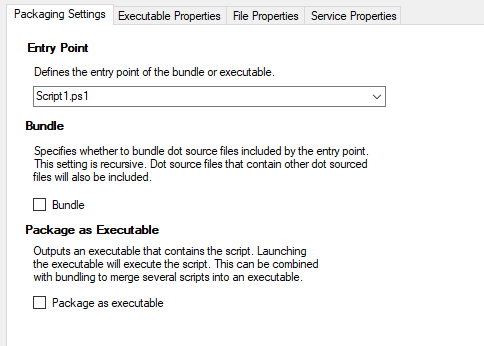 Packaging Settings Executable Properties File Properties Service Properties
Entry Point
Defines the entry point of the bundle or executable.
Script1.ps1
Bundle
Specifies whether to bundle dot source files included by the entry point.
This setting is recursive. Dot source files that contain other dot sourced
files will also be included.
Bundle
Package as Executable
Outputs an executable that contains the script. Launching
the executable will execute the script. This can be combined
with bundling to merge several scripts into an executable.
Package as executable